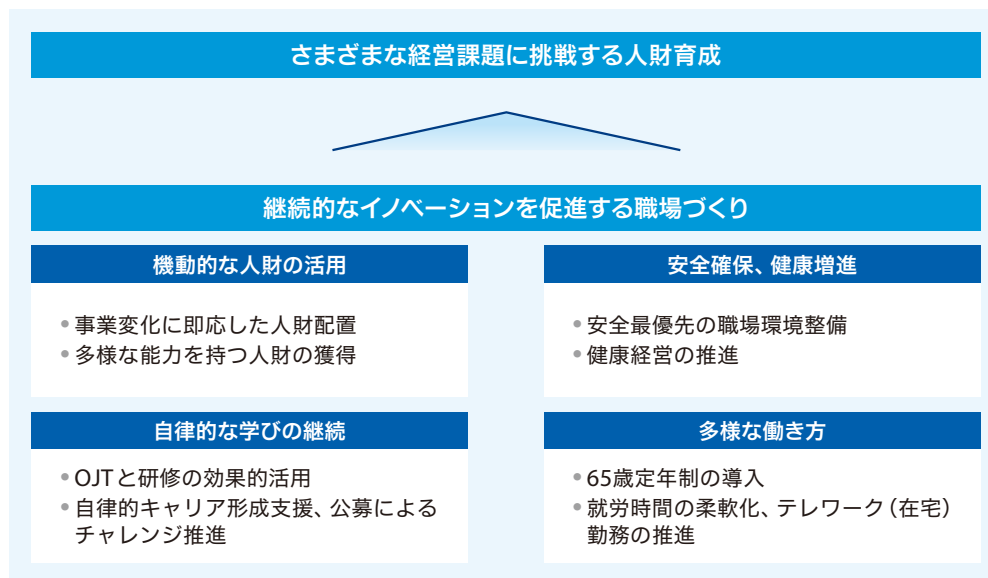 さまざまな経営課題に挑戦する人財育成
継続的なイノベーションを促進する職場づくり
機動的な人財の活用
•事業変化に即応した人財配置
•多様な能力を持つ人財の獲得
安全確保、健康増進
•安全最優先の職場環境整備
•健康経営の推進
自律的な学びの継続
•OJTと研修の効果的活用
•自律的キャリア形成支援、公募による
チャレンジ推進
多様な働き方
•65歳定年制の導入
•就労時間の柔軟化、テレワーク（在宅）
勤務の推進